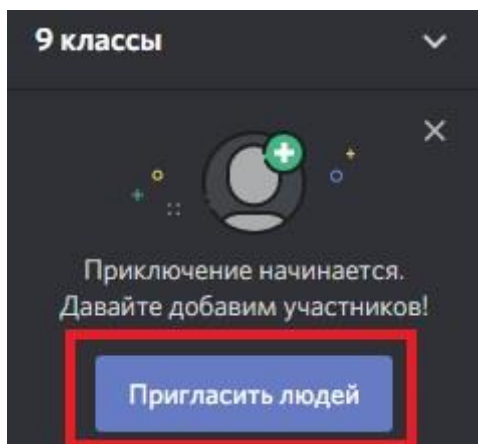 9 классы
Приключение начинается.
Давайте добавим участников!
Пригласить людей